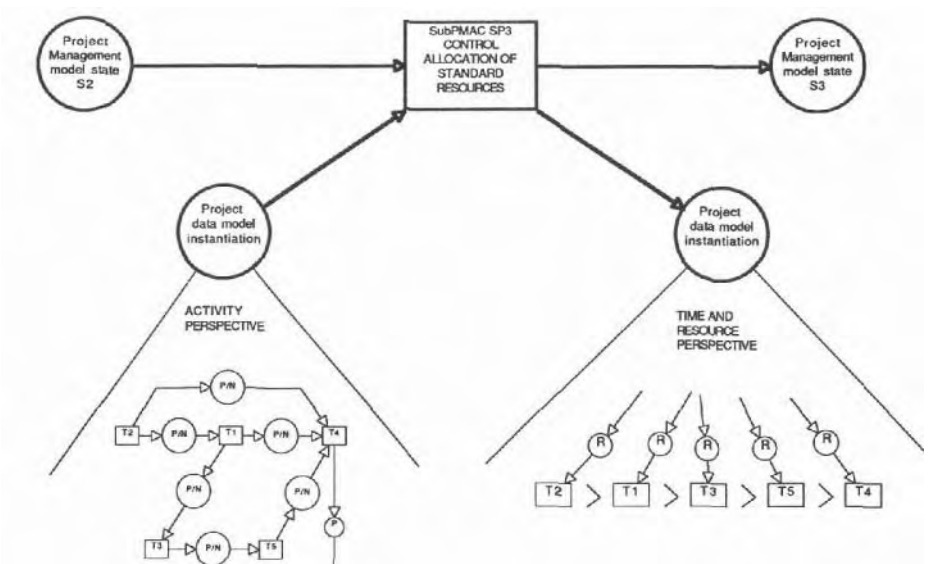 SubPMAC SP3
CONTROL
ALLOCATION OF
STANDARD
RESOURCES
Project
Management
model state
S2
Project
Management
model state
S3
Project
data model
instantiation
Project
data model
instantiation
ACTIVITY
PERSPECTIVE
TIME AND
RESOURCE
PERSPECTIVE
P/N
T2
P/N
T1
P/N
T4
P/N
P/N
P
T3
P/N
T5
R
R
R
R
R
T2 > T1 > T3 > T5 > T4